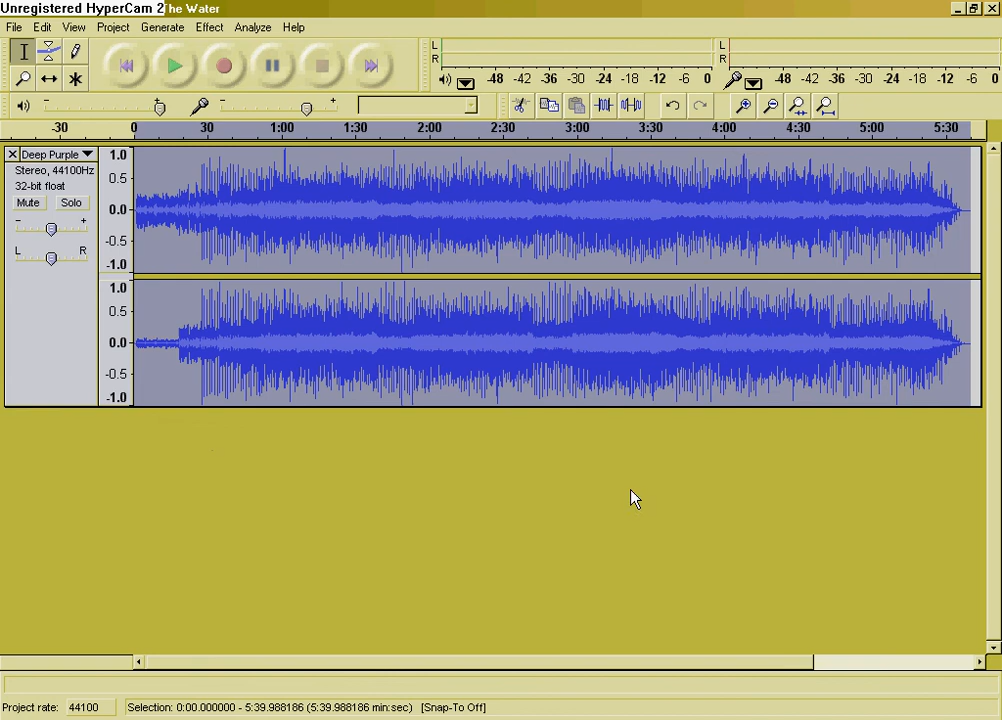 Unregistered HyperCam 2 The Water
File Edit View Project Generate Effect Analyze Help
L
R
-48 -42 -36 -30 -24 -18 -12 -6 0
L
R
-48 -42 -36 -30 -24 -18 -12 -6 0
- +
- +
-30 0 30 1:00 1:30 2:00 2:30 3:00 3:30 4:00 4:30 5:00 5:30
Deep Purple
Stereo, 44100Hz
32-bit float
Mute Solo
- +
L R
1.0
0.5
0.0
-0.5
-1.0
1.0
0.5
0.0
-0.5
-1.0
Project rate: 44100 Selection: 0:00.000000 - 5:39.988186 (5:39.988186 min:sec) [Snap-To Off]